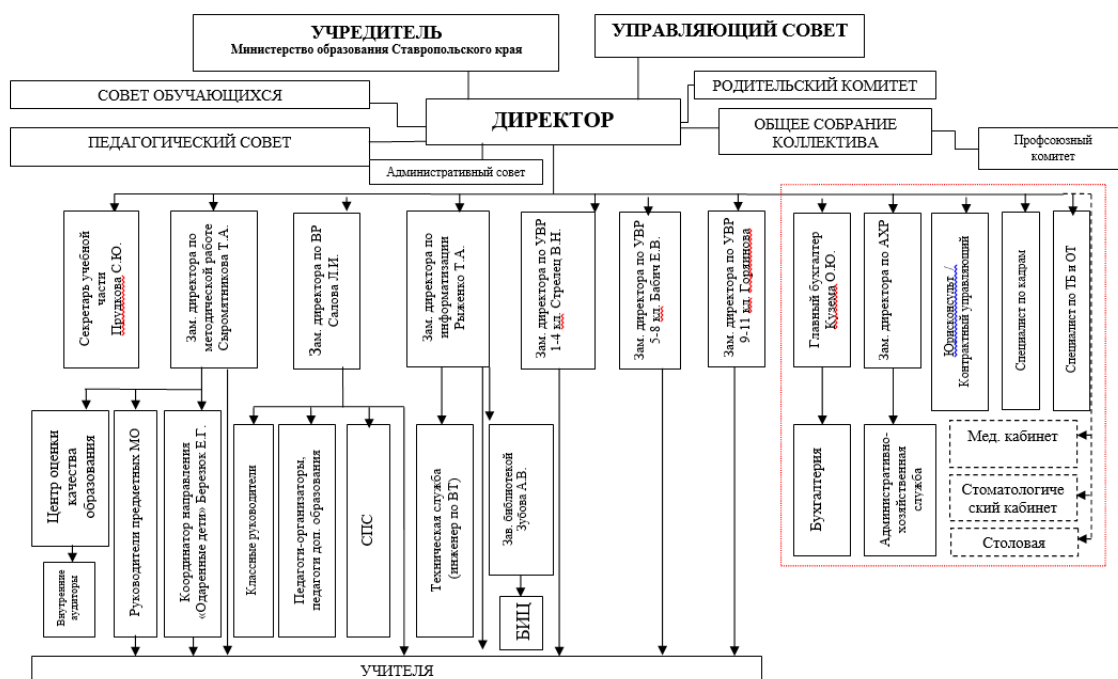 УЧРЕДИТЕЛЬ
Министерство образования Ставропольского края
УПРАВЛЯЮЩИЙ СОВЕТ
СОВЕТ ОБУЧАЮЩИХСЯ
РОДИТЕЛЬСКИЙ КОМИТЕТ
ДИРЕКТОР
ПЕДАГОГИЧЕСКИЙ СОВЕТ
ОБЩЕЕ СОБРАНИЕ
КОЛЛЕКТИВА
Профсоюзный
комитет
Административный совет
Секретарь учебной
части
Прудкова С.Ю.
Зам. директора по
методической работе
Сыромятникова Т.А.
Зам. директора по ВР
Салова Л.И.
Зам. директора по
информатизации
Рыженко Т.А.
Зам. директора по УВР
1-4 кл. Стрелец В.Н.
Зам. директора по УВР
5-8 кл. Бабич Е.В.
Зам. директора по УВР
9-11 кл. Горяинова
Главный бухгалтер
Кузема О.Ю.
Зам. директора по АХР
Юрисконсульт /
Контрактный управляющий
Специалист по кадрам
Специалист по ТБ и ОТ
Центр оценки
качества
образования
Руководители предметных МО
Координатор направления
«Одаренные дети» Березюк Е.Г.
Классные руководители
Педагоги-организаторы,
педагоги доп. образования
СПС
Техническая служба
(инженер по ВТ)
Зав. библиотекой
Зубова А.В.
Бухгалтерия
Административно-
хозяйственная
служба
Мед. кабинет
Стоматологиче
ский кабинет
Столовая
Внутренние
аудиторы
БИЦ
УЧИТЕЛЯ